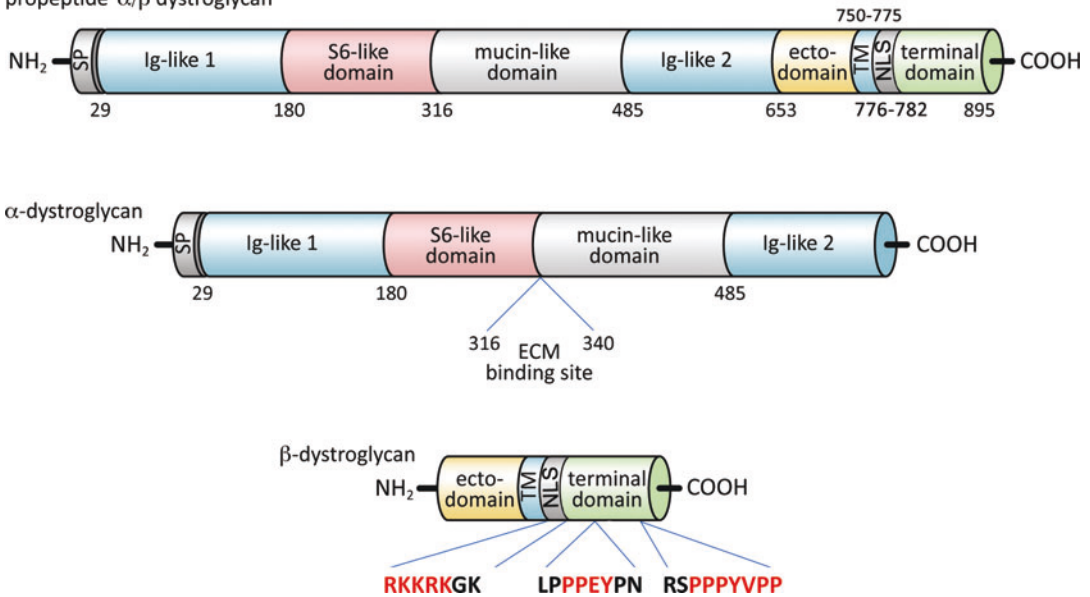 propeptide α/β dystroglycan
750-775
NH₂ SP Ig-like 1 S6-like domain mucin-like domain Ig-like 2 ecto-domain TM NLS terminal domain COOH
29 180 316 485 653 776-782 895
α-dystroglycan
NH₂ SP Ig-like 1 S6-like domain mucin-like domain Ig-like 2 COOH
29 180 485
316 340
ECM
binding site
β-dystroglycan
NH₂ ecto-domain TM NLS terminal domain COOH
RKKRKGK LPPPEYPN RSPPPYVPP